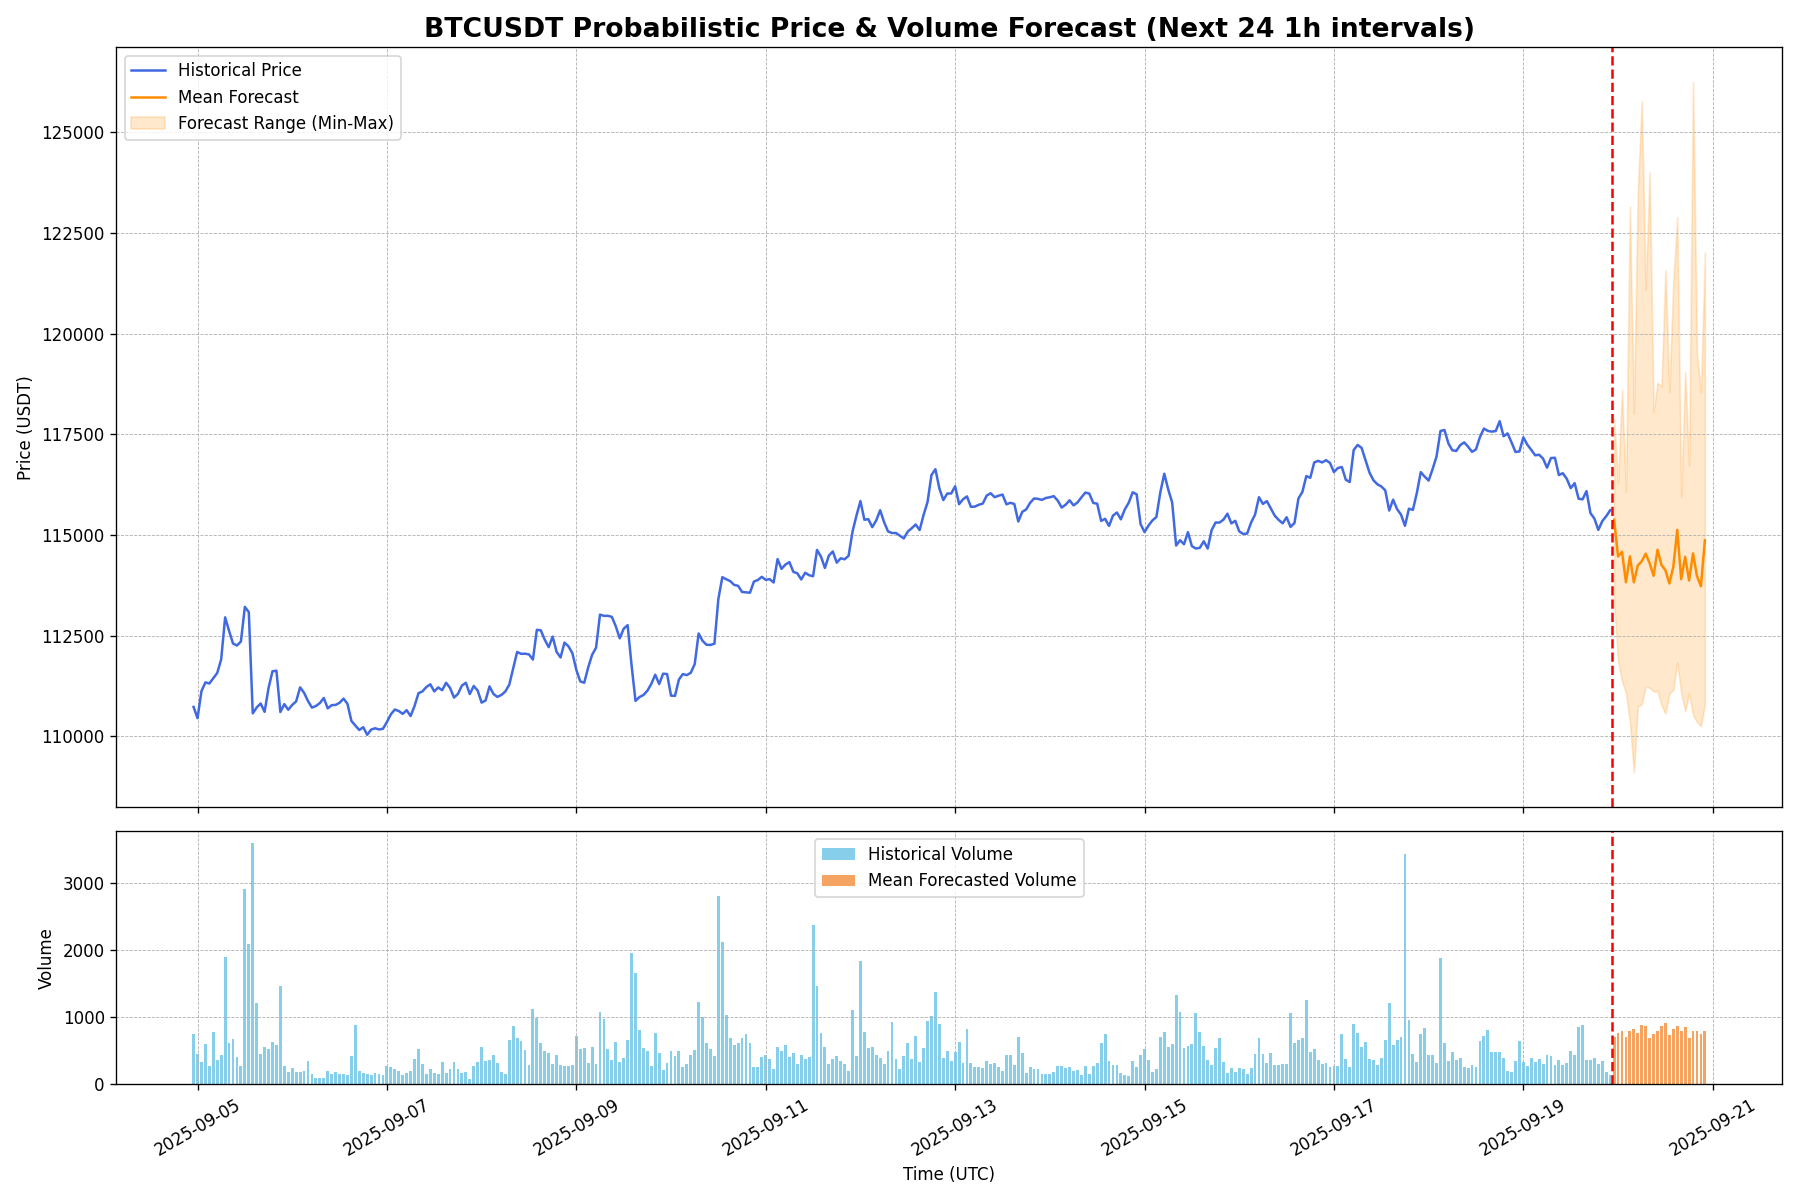 BTCUSDT Probabilistic Price & Volume Forecast (Next 24 1h intervals)
Historical Price
Mean Forecast
Forecast Range (Min-Max)
125000
122500
120000
117500
115000
112500
110000
Price (USDT)
Historical Volume
Mean Forecasted Volume
3000
2000
1000
0
Volume
2025-09-05
2025-09-07
2025-09-09
2025-09-11
2025-09-13
2025-09-15
2025-09-17
2025-09-19
2025-09-21
Time (UTC)